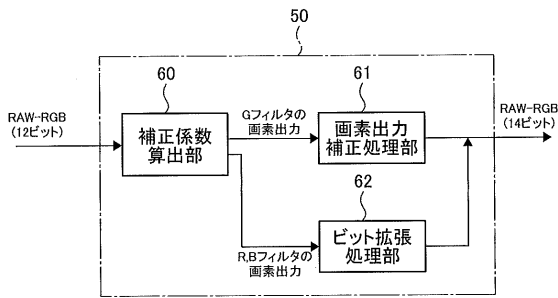 50
60
61
RAW-RGB
(12ビット)
補正係数
算出部
Gフィルタの
画素出力
画素出力
補正処理部
RAW-RGB
(14ビット)
62
R,Bフィルタの
画素出力
ビット拡張
処理部